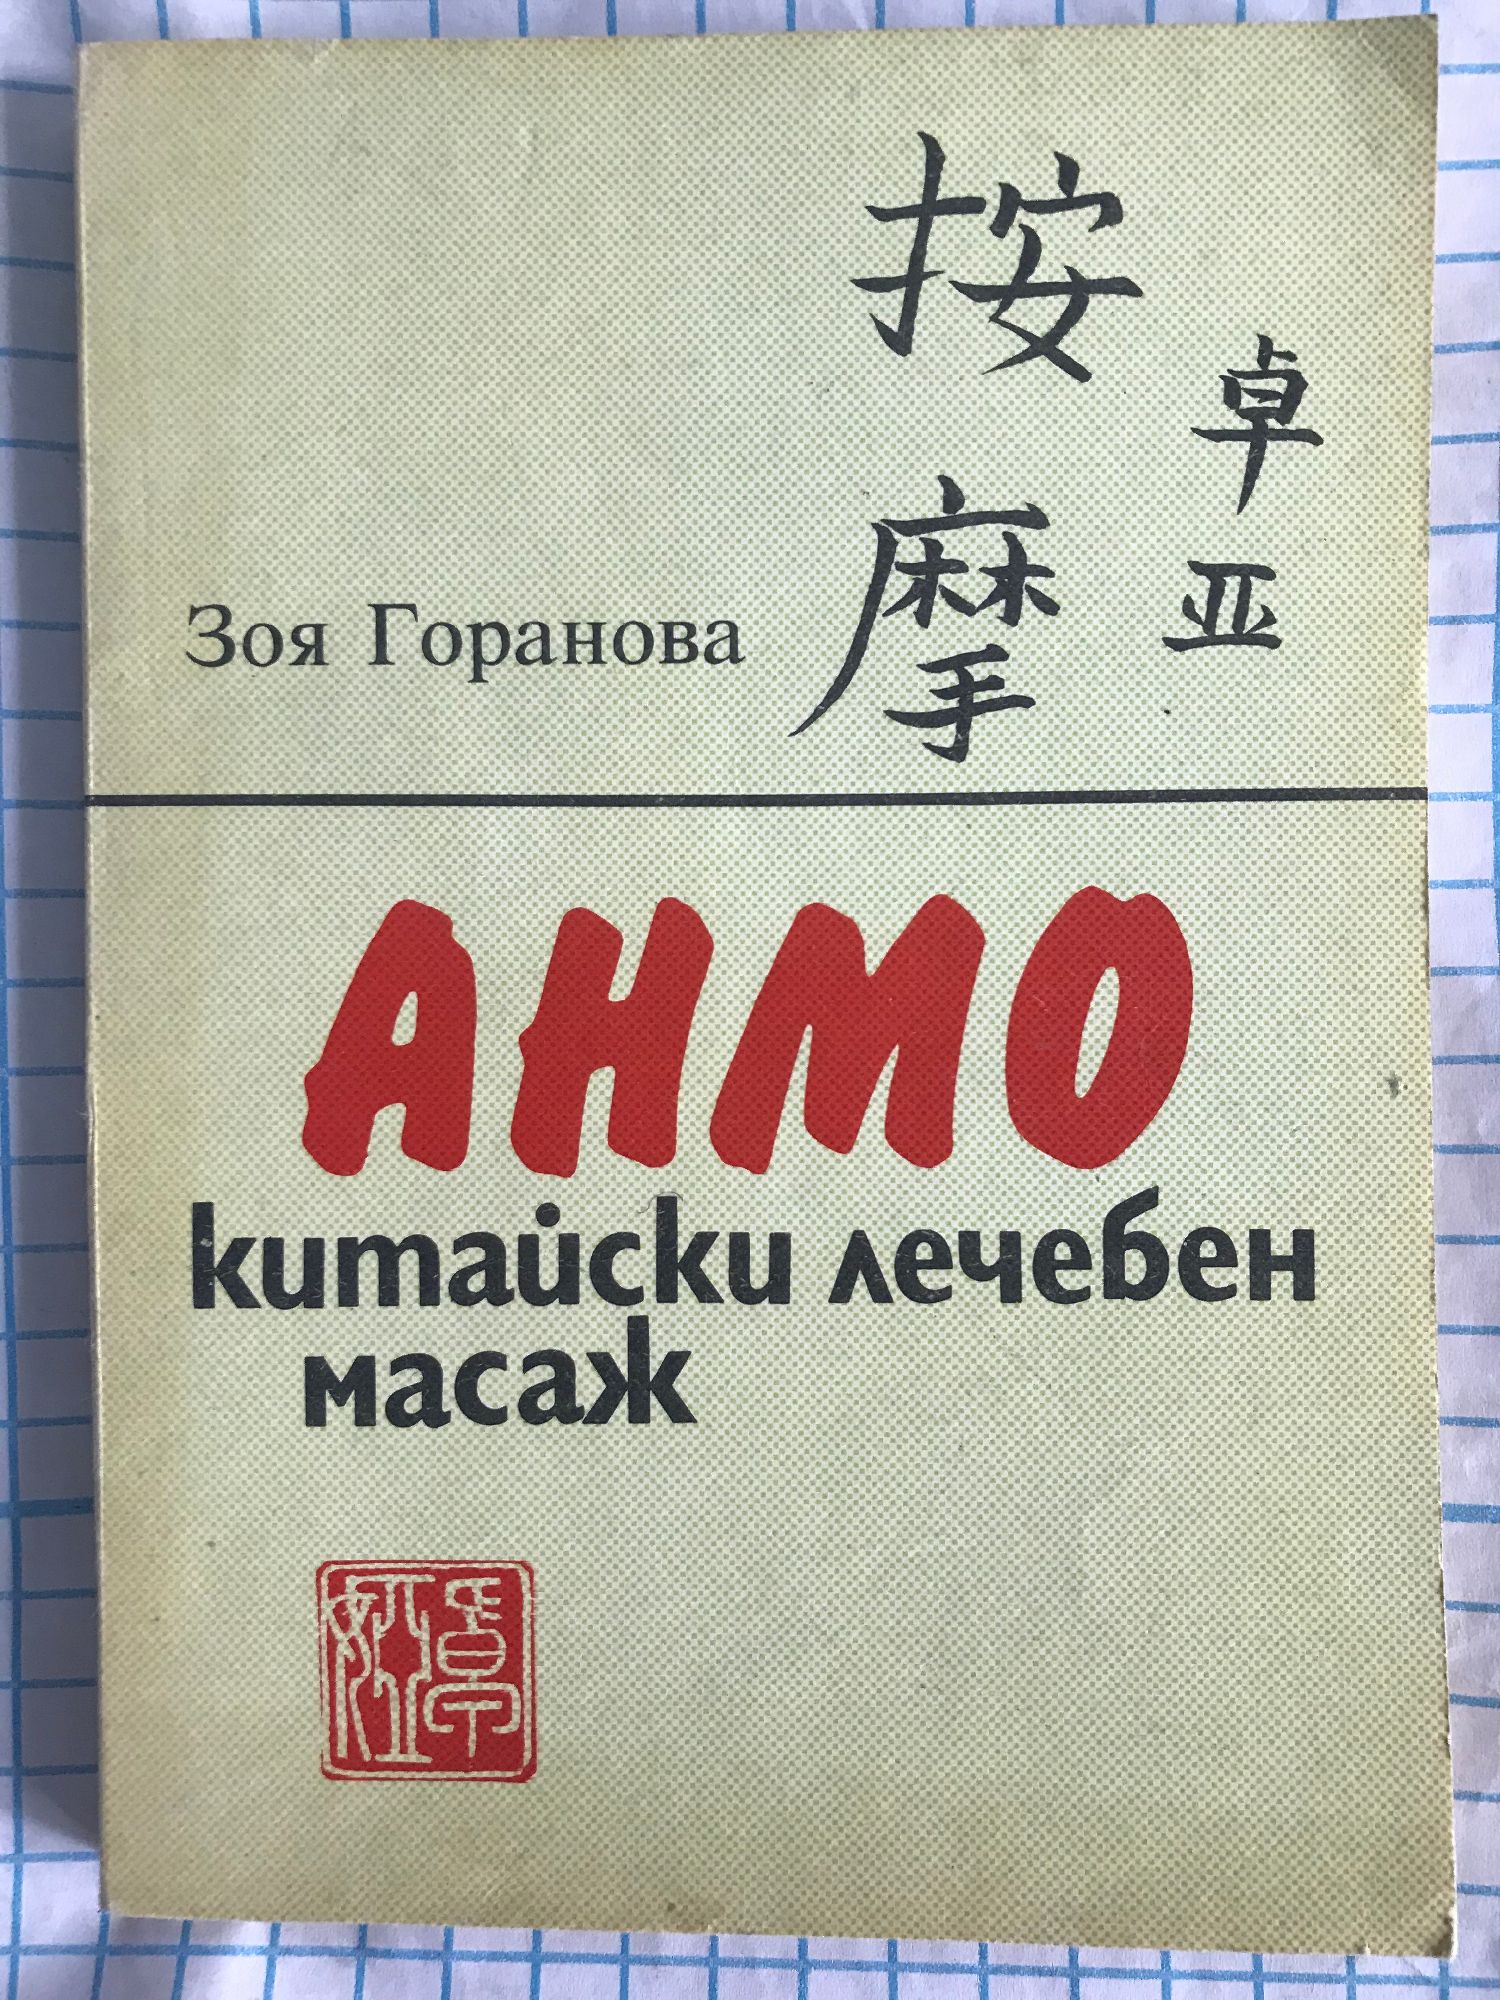 按摩
卓亚
Зоя Горанова
АНМО
китайски лечебен
масаж